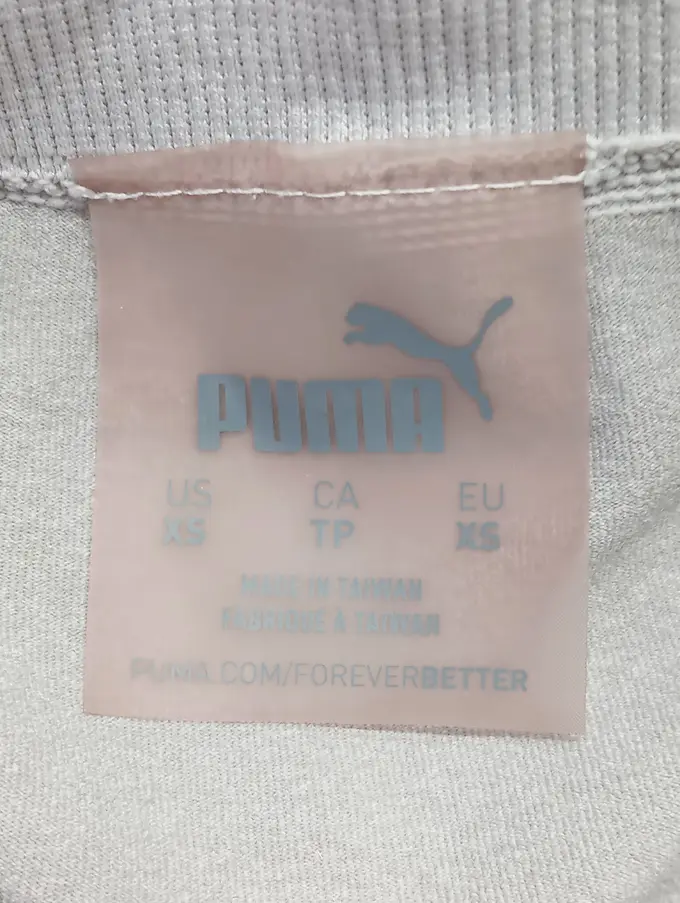 PUMA
US CA EU
XS TP XS
MADE IN TAIWAN
FABRIQUÉ À TAIWAN
PUMA.COM/FOREVERBETTER